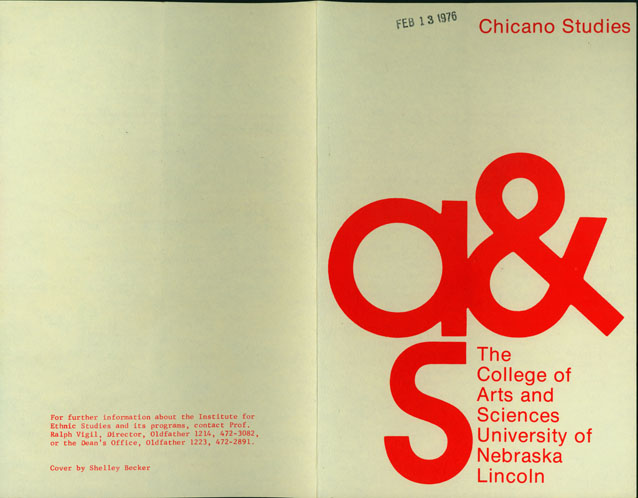 FEB 13 1976
Chicano Studies
a&
s
The
College of
Arts and
Sciences
University of
Nebraska
Lincoln
For further information about the Institute for
Ethnic Studies and its programs, contact Prof.
Ralph Vigil, Director, Oldfather 1214, 472-3082,
or the Dean's Office, Oldfather 1223, 472-2891.
Cover by Shelley Becker